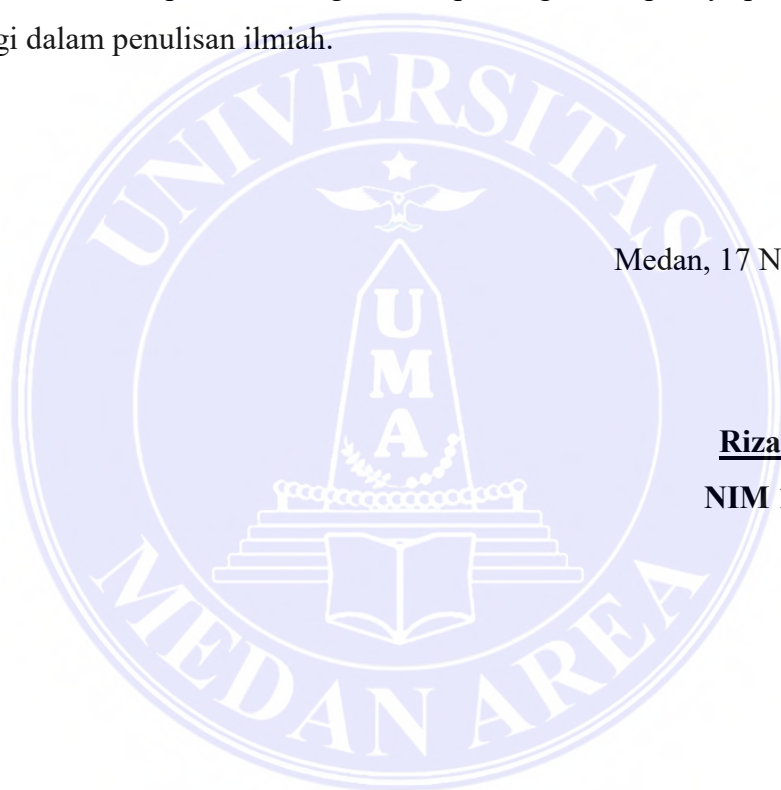 gi dalam penulisan ilmiah.
UNIVERSITAS
Medan, 17 N
U
M
A
Riza
NIM
MEDAN AREA